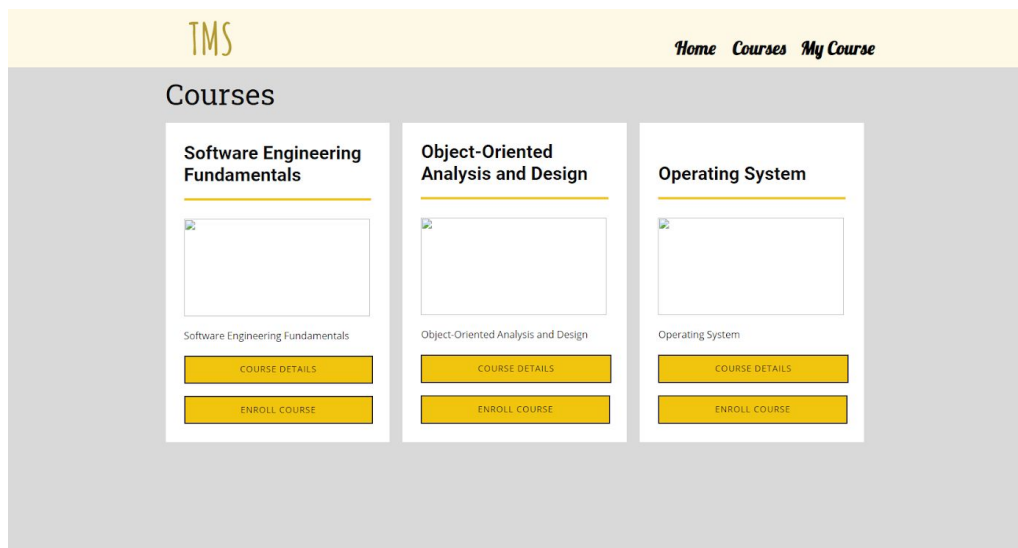 TMS
Home Courses My Course
Courses
Software Engineering
Fundamentals
Software Engineering Fundamentals
COURSE DETAILS
ENROLL COURSE
Object-Oriented
Analysis and Design
Object-Oriented Analysis and Design
COURSE DETAILS
ENROLL COURSE
Operating System
Operating System
COURSE DETAILS
ENROLL COURSE